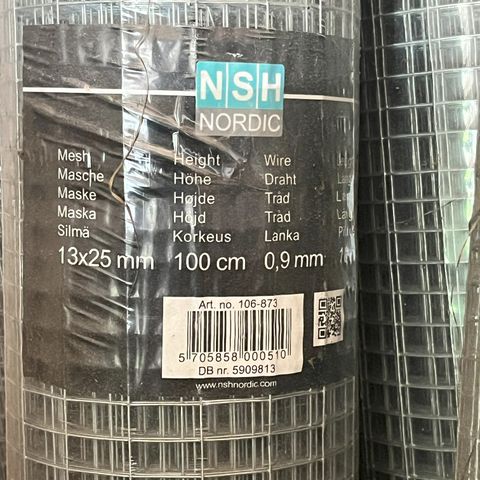 NSH
NORDIC
Mesh Height Wire
Masche Höhe Draht
Maske Højde Tråd
Maska Höjd Tråd
Silmä Korkeus Lanka
13x25 mm 100 cm 0,9 mm
Art. no. 106-873
5 705858 000510
DB nr. 5909813
www.nshnordic.com